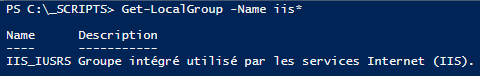 PS C:\_SCRIPTS> Get-LocalGroup -Name iis*
Name Description
---- -----------
IIS_IUSRS Groupe intégré utilisé par les services Internet (IIS).